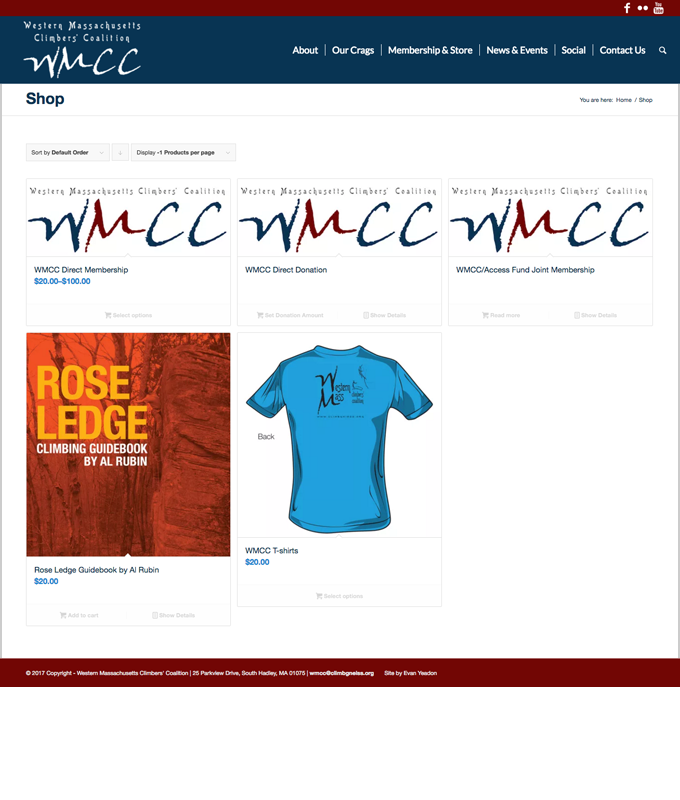 Western Massachusetts
Climbers' Coalition
WMCC
About
Our Crags
Membership & Store
News & Events
Social
Contact Us
Shop
You are here: Home / Shop
Sort by Default Order
Display -1 Products per page
Western Massachusetts Climbers' Coalition
WMCC
WMCC Direct Membership
$20.00–$100.00
Select options
Western Massachusetts Climbers' Coalition
WMCC
WMCC Direct Donation
Set Donation Amount
Show Details
Western Massachusetts Climbers' Coalition
WMCC
WMCC/Access Fund Joint Membership
Read more
Show Details
ROSE
LEDGE
CLIMBING GUIDEBOOK
BY AL RUBIN
Rose Ledge Guidebook by Al Rubin
$20.00
Add to cart
Show Details
Western
Mass
climbers
coalition
Back
WMCC T-shirts
$20.00
Select options
© 2017 Copyright - Western Massachusetts Climbers' Coalition | 25 Parkview Drive, South Hadley, MA 01075 | wmcc@climbgneiss.org
Site by Evan Yeadon